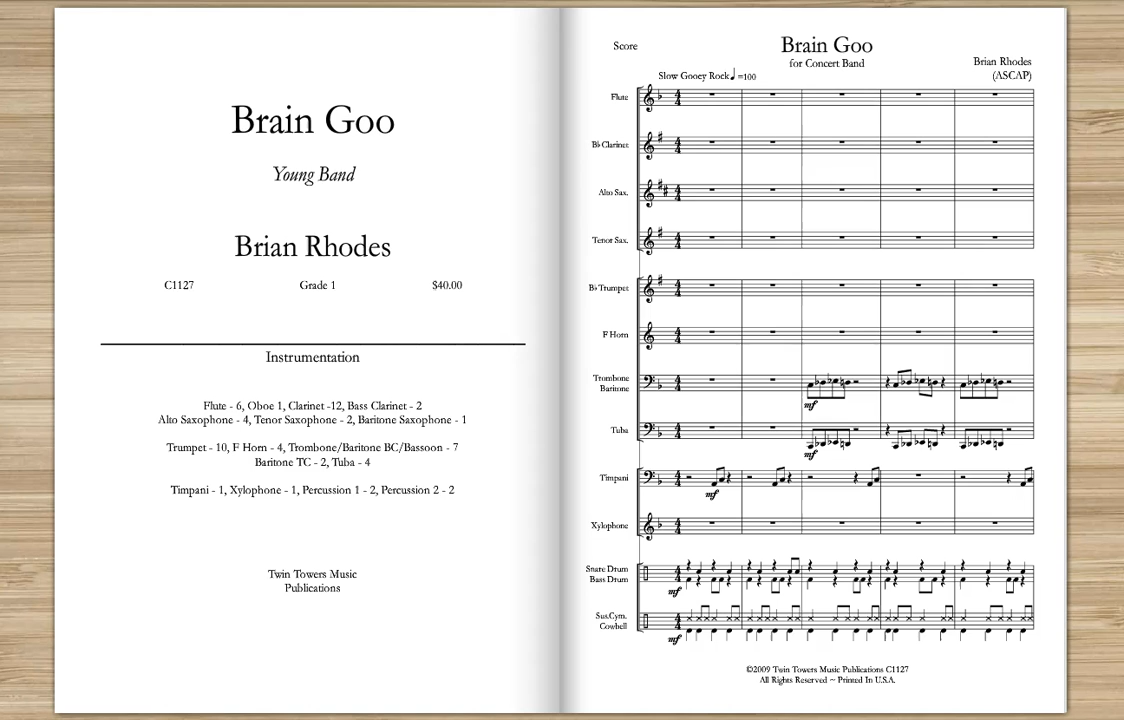 Brain Goo
Young Band
Brian Rhodes
C1127 Grade 1 $40.00
Instrumentation
Flute - 6, Oboe 1, Clarinet -12, Bass Clarinet - 2
Alto Saxophone - 4, Tenor Saxophone - 2, Baritone Saxophone - 1
Trumpet - 10, F Horn - 4, Trombone/Baritone BC/Bassoon - 7
Baritone TC - 2, Tuba - 4
Timpani - 1, Xylophone - 1, Percussion 1 - 2, Percussion 2 - 2
Twin Towers Music
Publications
Score
Brain Goo
for Concert Band
Brian Rhodes
(ASCAP)
Slow Gooey Rock ♩=100
Flute
B♭ Clarinet
Alto Sax.
Tenor Sax.
B♭ Trumpet
F Horn
Trombone
Baritone
mf
Tuba
mf
Timpani
mf
Xylophone
Snare Drum
Bass Drum
mf
Sus.Cym.
Cowbell
mf
©2009 Twin Towers Music Publications C1127
All Rights Reserved ~ Printed In U.S.A.